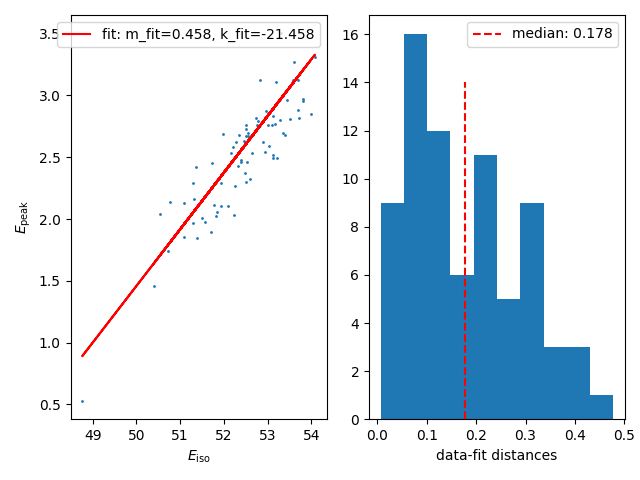 fit: m_fit=0.458, k_fit=-21.458
3.5
3.0
2.5
2.0
1.5
1.0
0.5
E_peak
49 50 51 52 53 54
E_iso
median: 0.178
16
14
12
10
8
6
4
2
0
0.0 0.1 0.2 0.3 0.4 0.5
data-fit distances